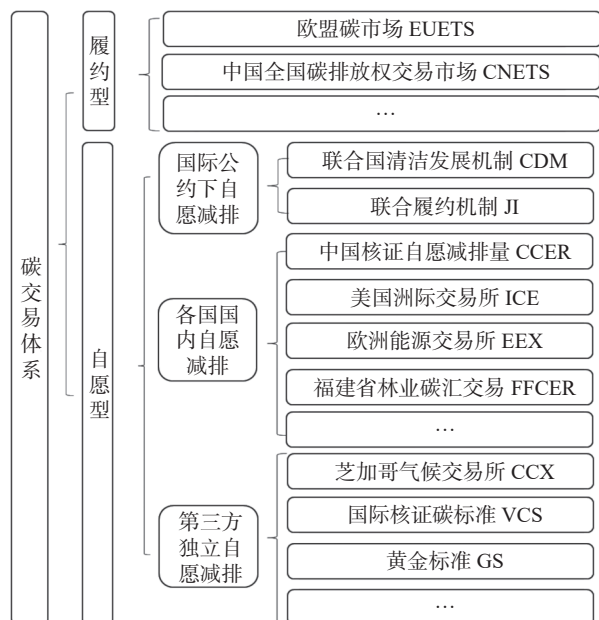 碳交易体系
履约型
欧盟碳市场 EUETS
中国全国碳排放权交易市场 CNETS
…
自愿型
国际公
约下自
愿减排
联合国清洁发展机制 CDM
联合履约机制 JI
各国国
内自愿
减排
中国核证自愿减排量 CCER
美国洲际交易所 ICE
欧洲能源交易所 EEX
福建省林业碳汇交易 FFCER
…
第三方
独立自
愿减排
芝加哥气候交易所 CCX
国际核证碳标准 VCS
黄金标准 GS
…